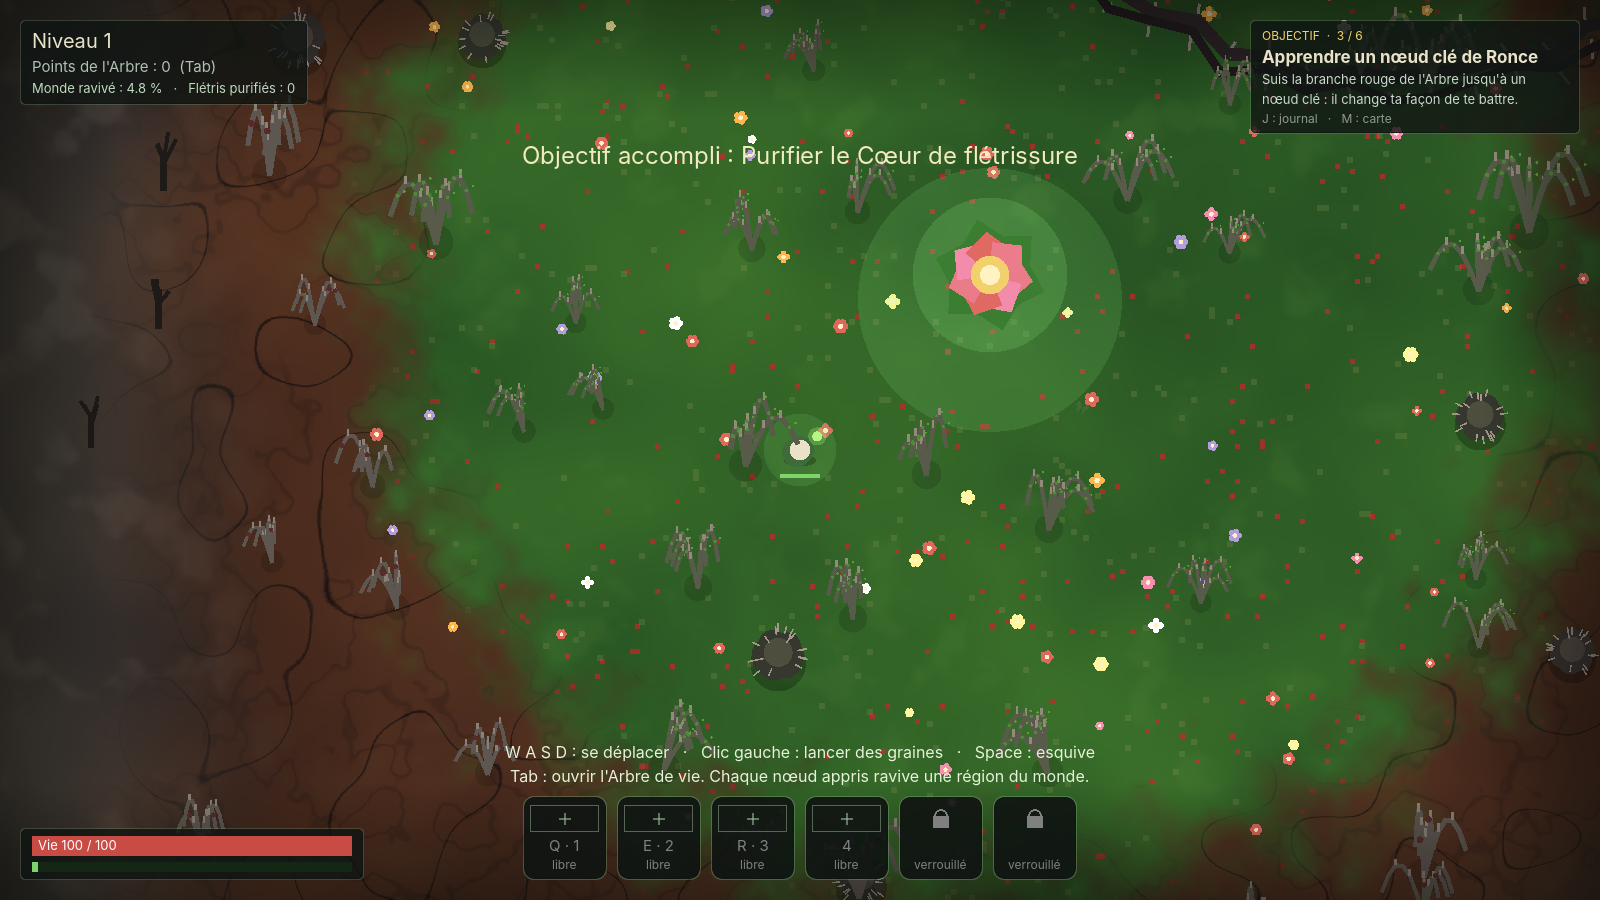 Niveau 1
Points de l'Arbre : 0 (Tab)
Monde ravivé : 4.8 % · Flétris purifiés : 0
OBJECTIF · 3 / 6
Apprendre un nœud clé de Ronce
Suis la branche rouge de l'Arbre jusqu'à un
nœud clé : il change ta façon de te battre.
J : journal · M : carte
Objectif accompli : Purifier le Cœur de flétrissure
W A S D : se déplacer · Clic gauche : lancer des graines · Space : esquive
Tab : ouvrir l'Arbre de vie. Chaque nœud appris ravive une région du monde.
Q · 1 E · 2 R · 3 4
libre libre libre libre verrouillé verrouillé
Vie 100 / 100